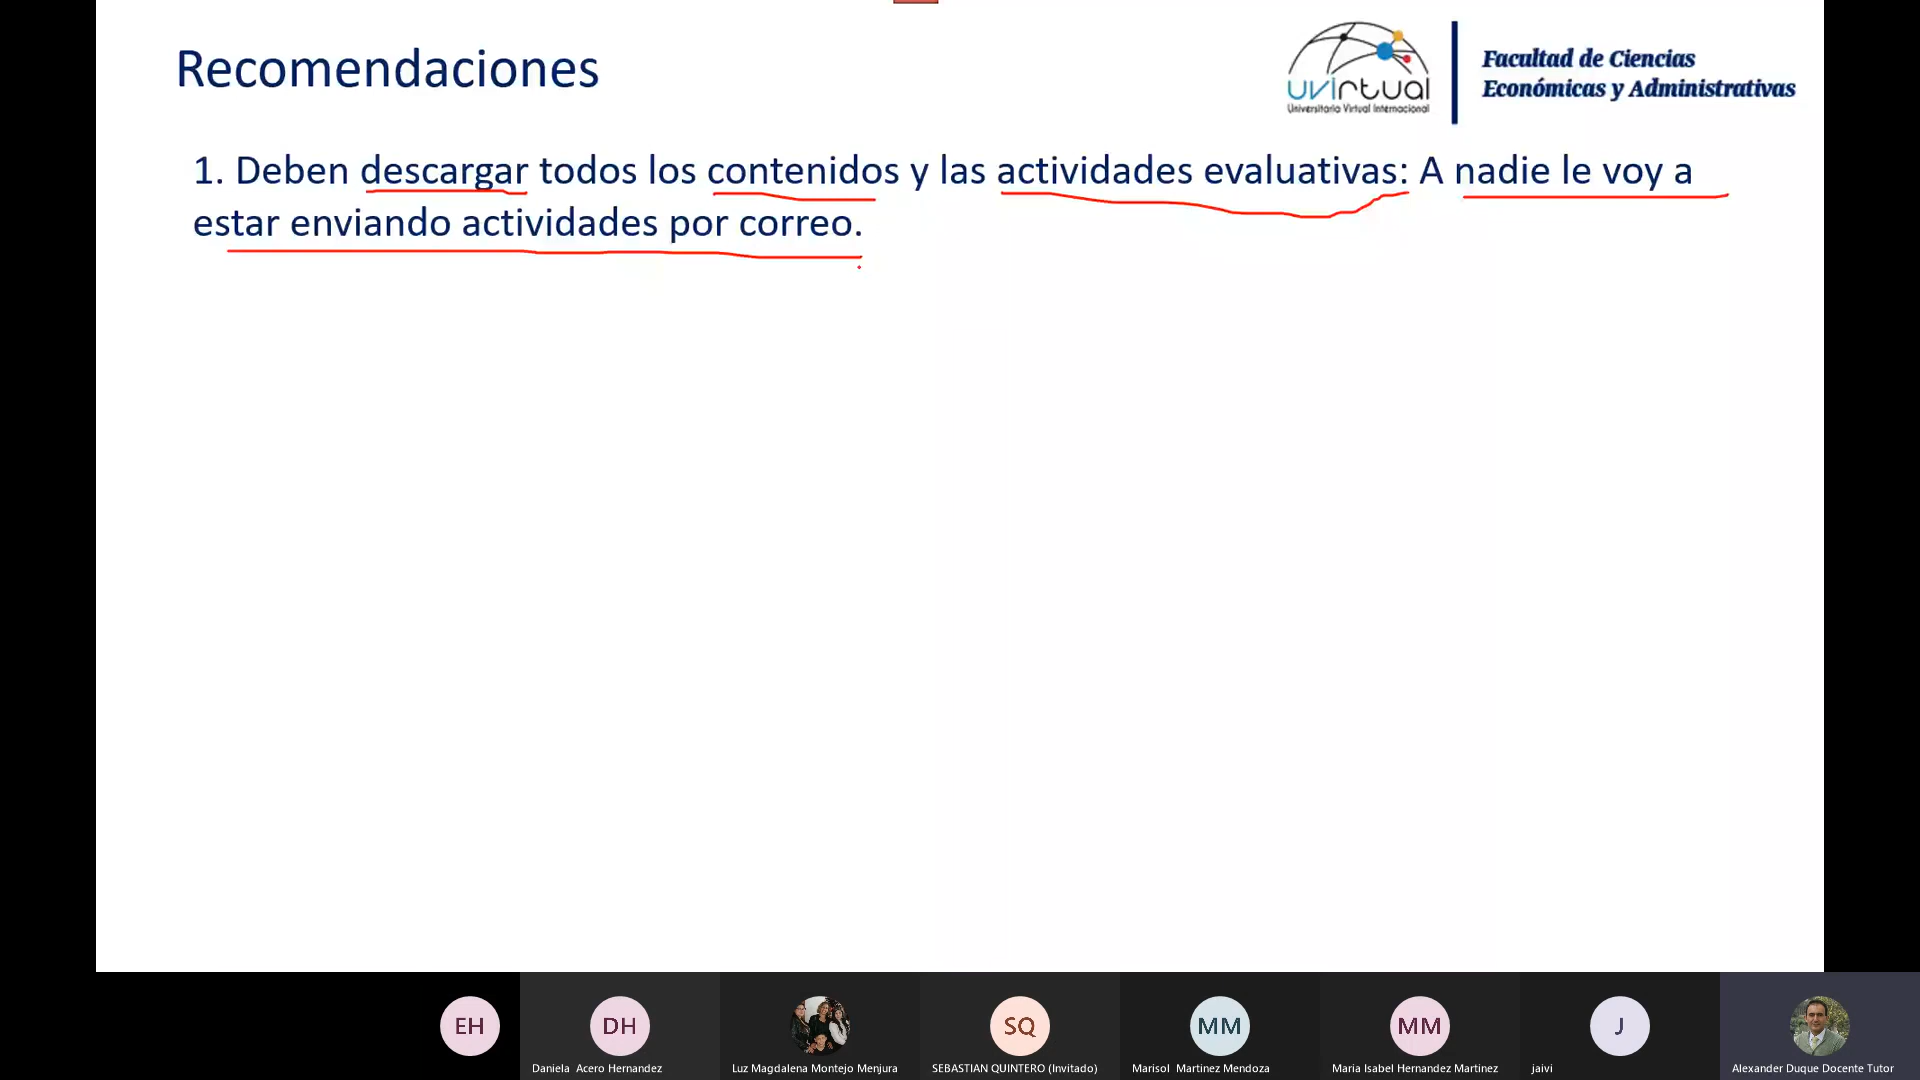 Recomendaciones
uvirtual
Universitaria Virtual Internacional
Facultad de Ciencias
Económicas y Administrativas
1. Deben descargar todos los contenidos y las actividades evaluativas: A nadie le voy a
estar enviando actividades por correo.
EH
DH
SQ
MM
MM
J
Daniela Acero Hernandez
Luz Magdalena Montejo Menjura
SEBASTIAN QUINTERO (Invitado)
Marisol Martinez Mendoza
Maria Isabel Hernandez Martinez
jaivi
Alexander Duque Docente Tutor